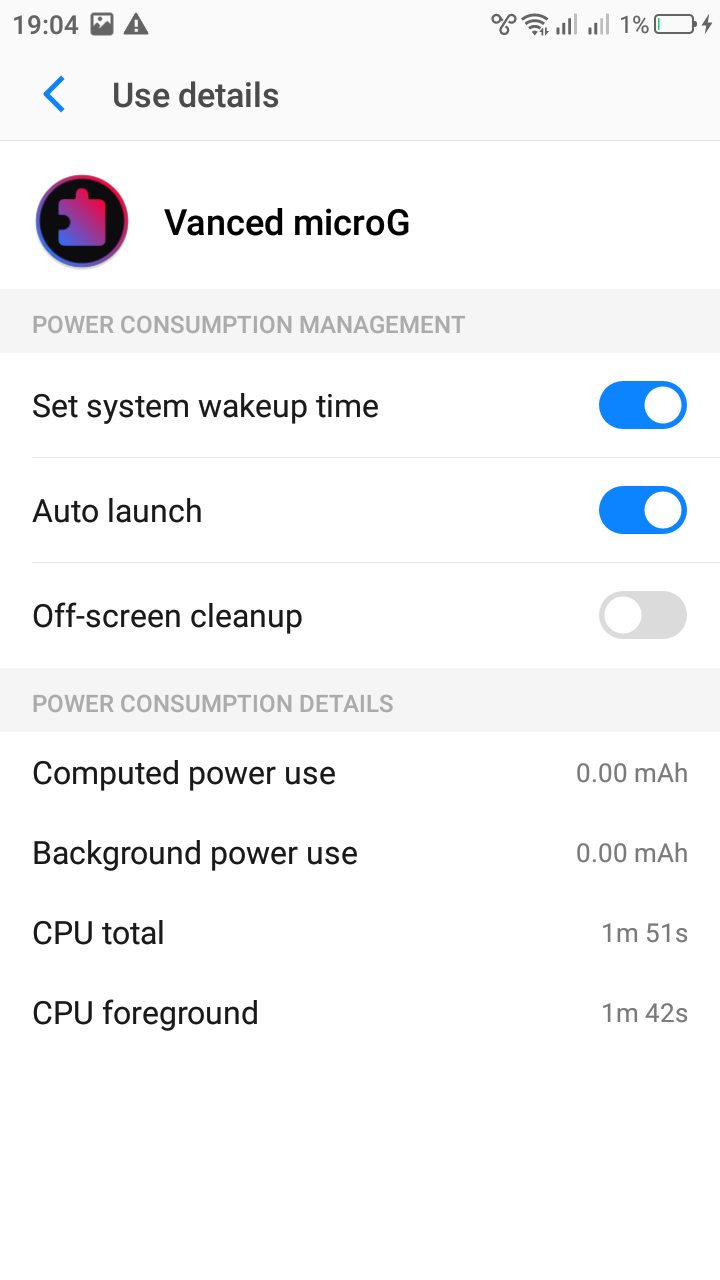 19:04 1%
Use details
Vanced microG
POWER CONSUMPTION MANAGEMENT
Set system wakeup time
Auto launch
Off-screen cleanup
POWER CONSUMPTION DETAILS
Computed power use 0.00 mAh
Background power use 0.00 mAh
CPU total 1m 51s
CPU foreground 1m 42s